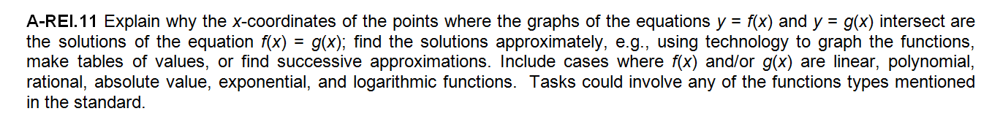 A-REI.11 Explain why the x-coordinates of the points where the graphs of the equations y = f(x) and y = g(x) intersect are
the solutions of the equation f(x) = g(x); find the solutions approximately, e.g., using technology to graph the functions,
make tables of values, or find successive approximations. Include cases where f(x) and/or g(x) are linear, polynomial,
rational, absolute value, exponential, and logarithmic functions. Tasks could involve any of the functions types mentioned
in the standard.